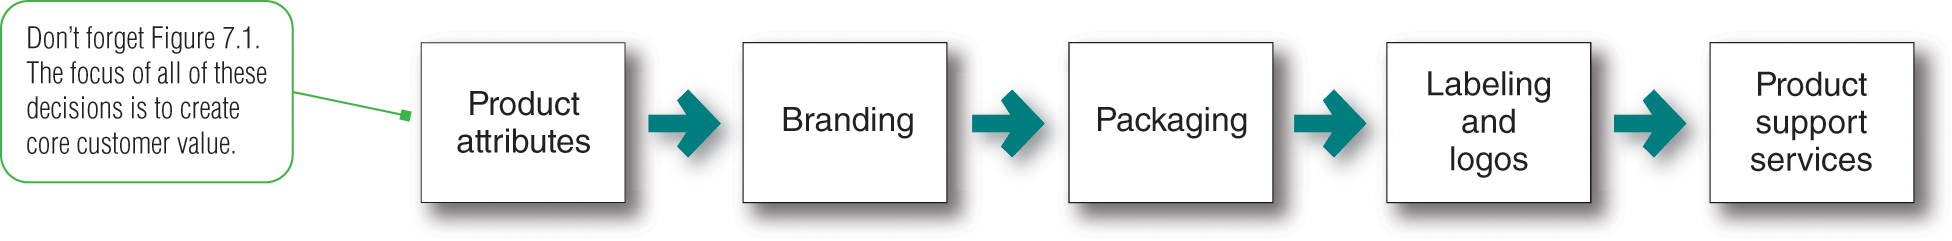 Don't forget Figure 7.1.
The focus of all of these
decisions is to create
core customer value.
Product
attributes
Branding
Packaging
Labeling
and
logos
Product
support
services